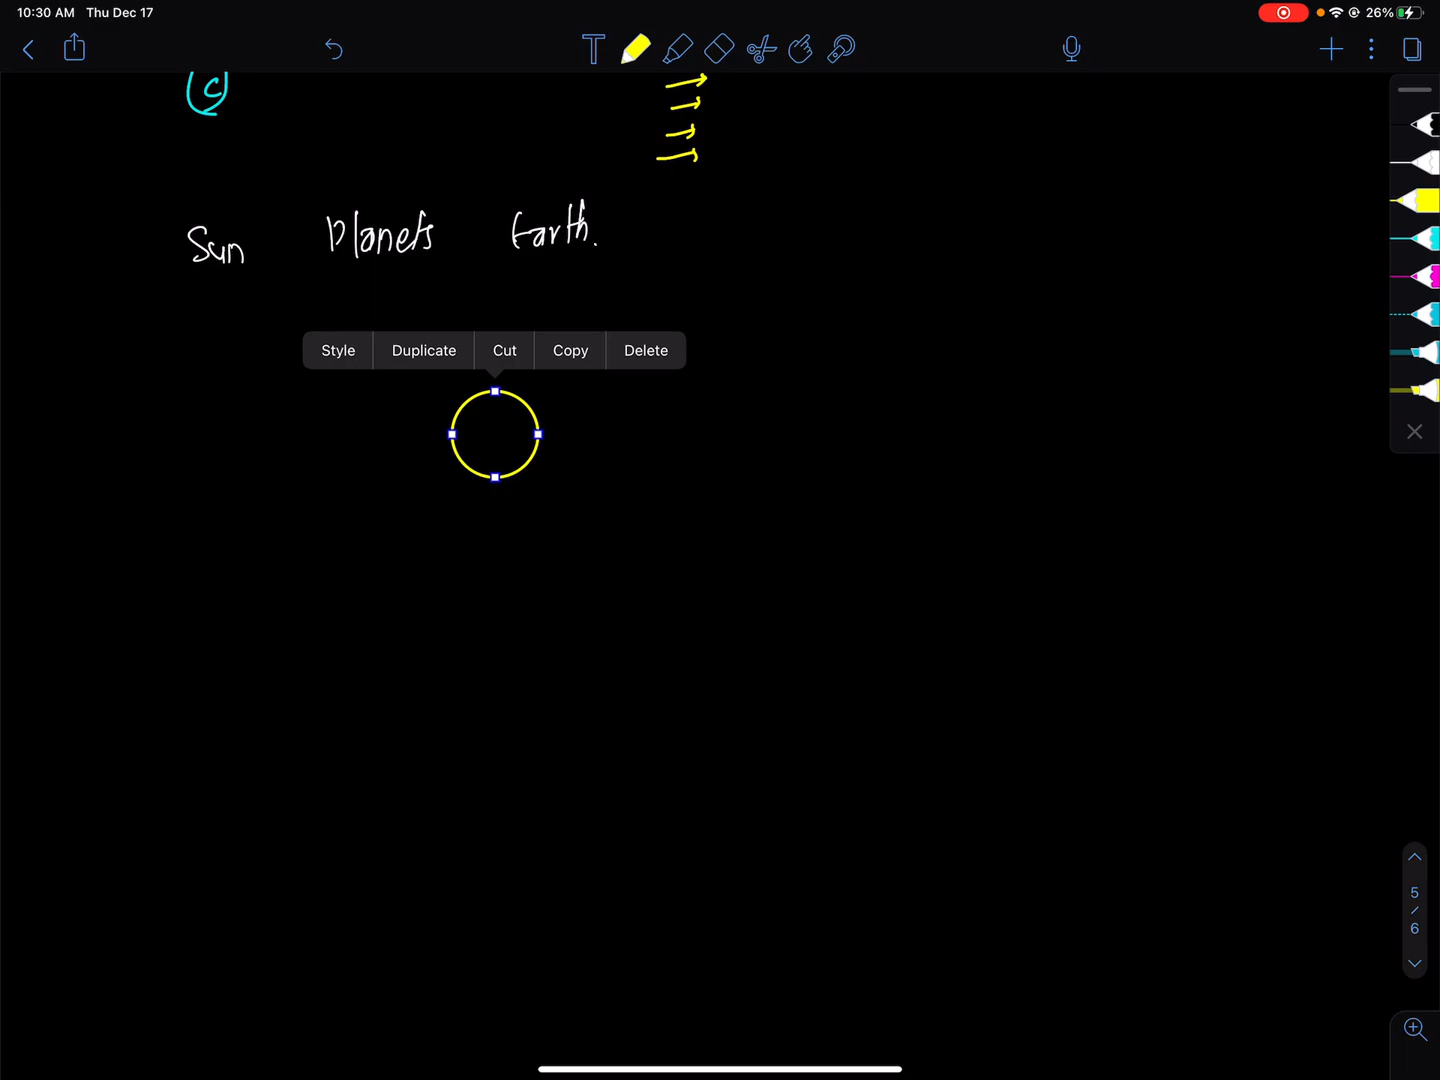 10:30 AM Thu Dec 17
26%
T
C
Sun Planets Earth.
Style Duplicate Cut Copy Delete
5
/
6